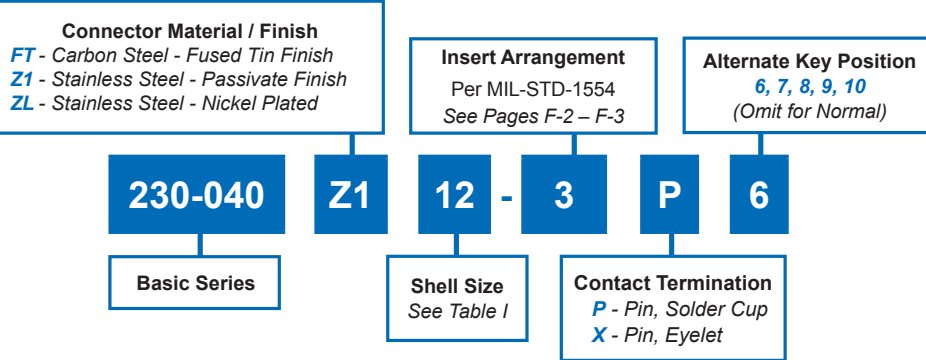 Connector Material / Finish
FT - Carbon Steel - Fused Tin Finish
Z1 - Stainless Steel - Passivate Finish
ZL - Stainless Steel - Nickel Plated
Insert Arrangement
Per MIL-STD-1554
See Pages F-2 – F-3
Alternate Key Position
6, 7, 8, 9, 10
(Omit for Normal)
230-040 Z1 12 - 3 P 6
Basic Series
Shell Size
See Table I
Contact Termination
P - Pin, Solder Cup
X - Pin, Eyelet